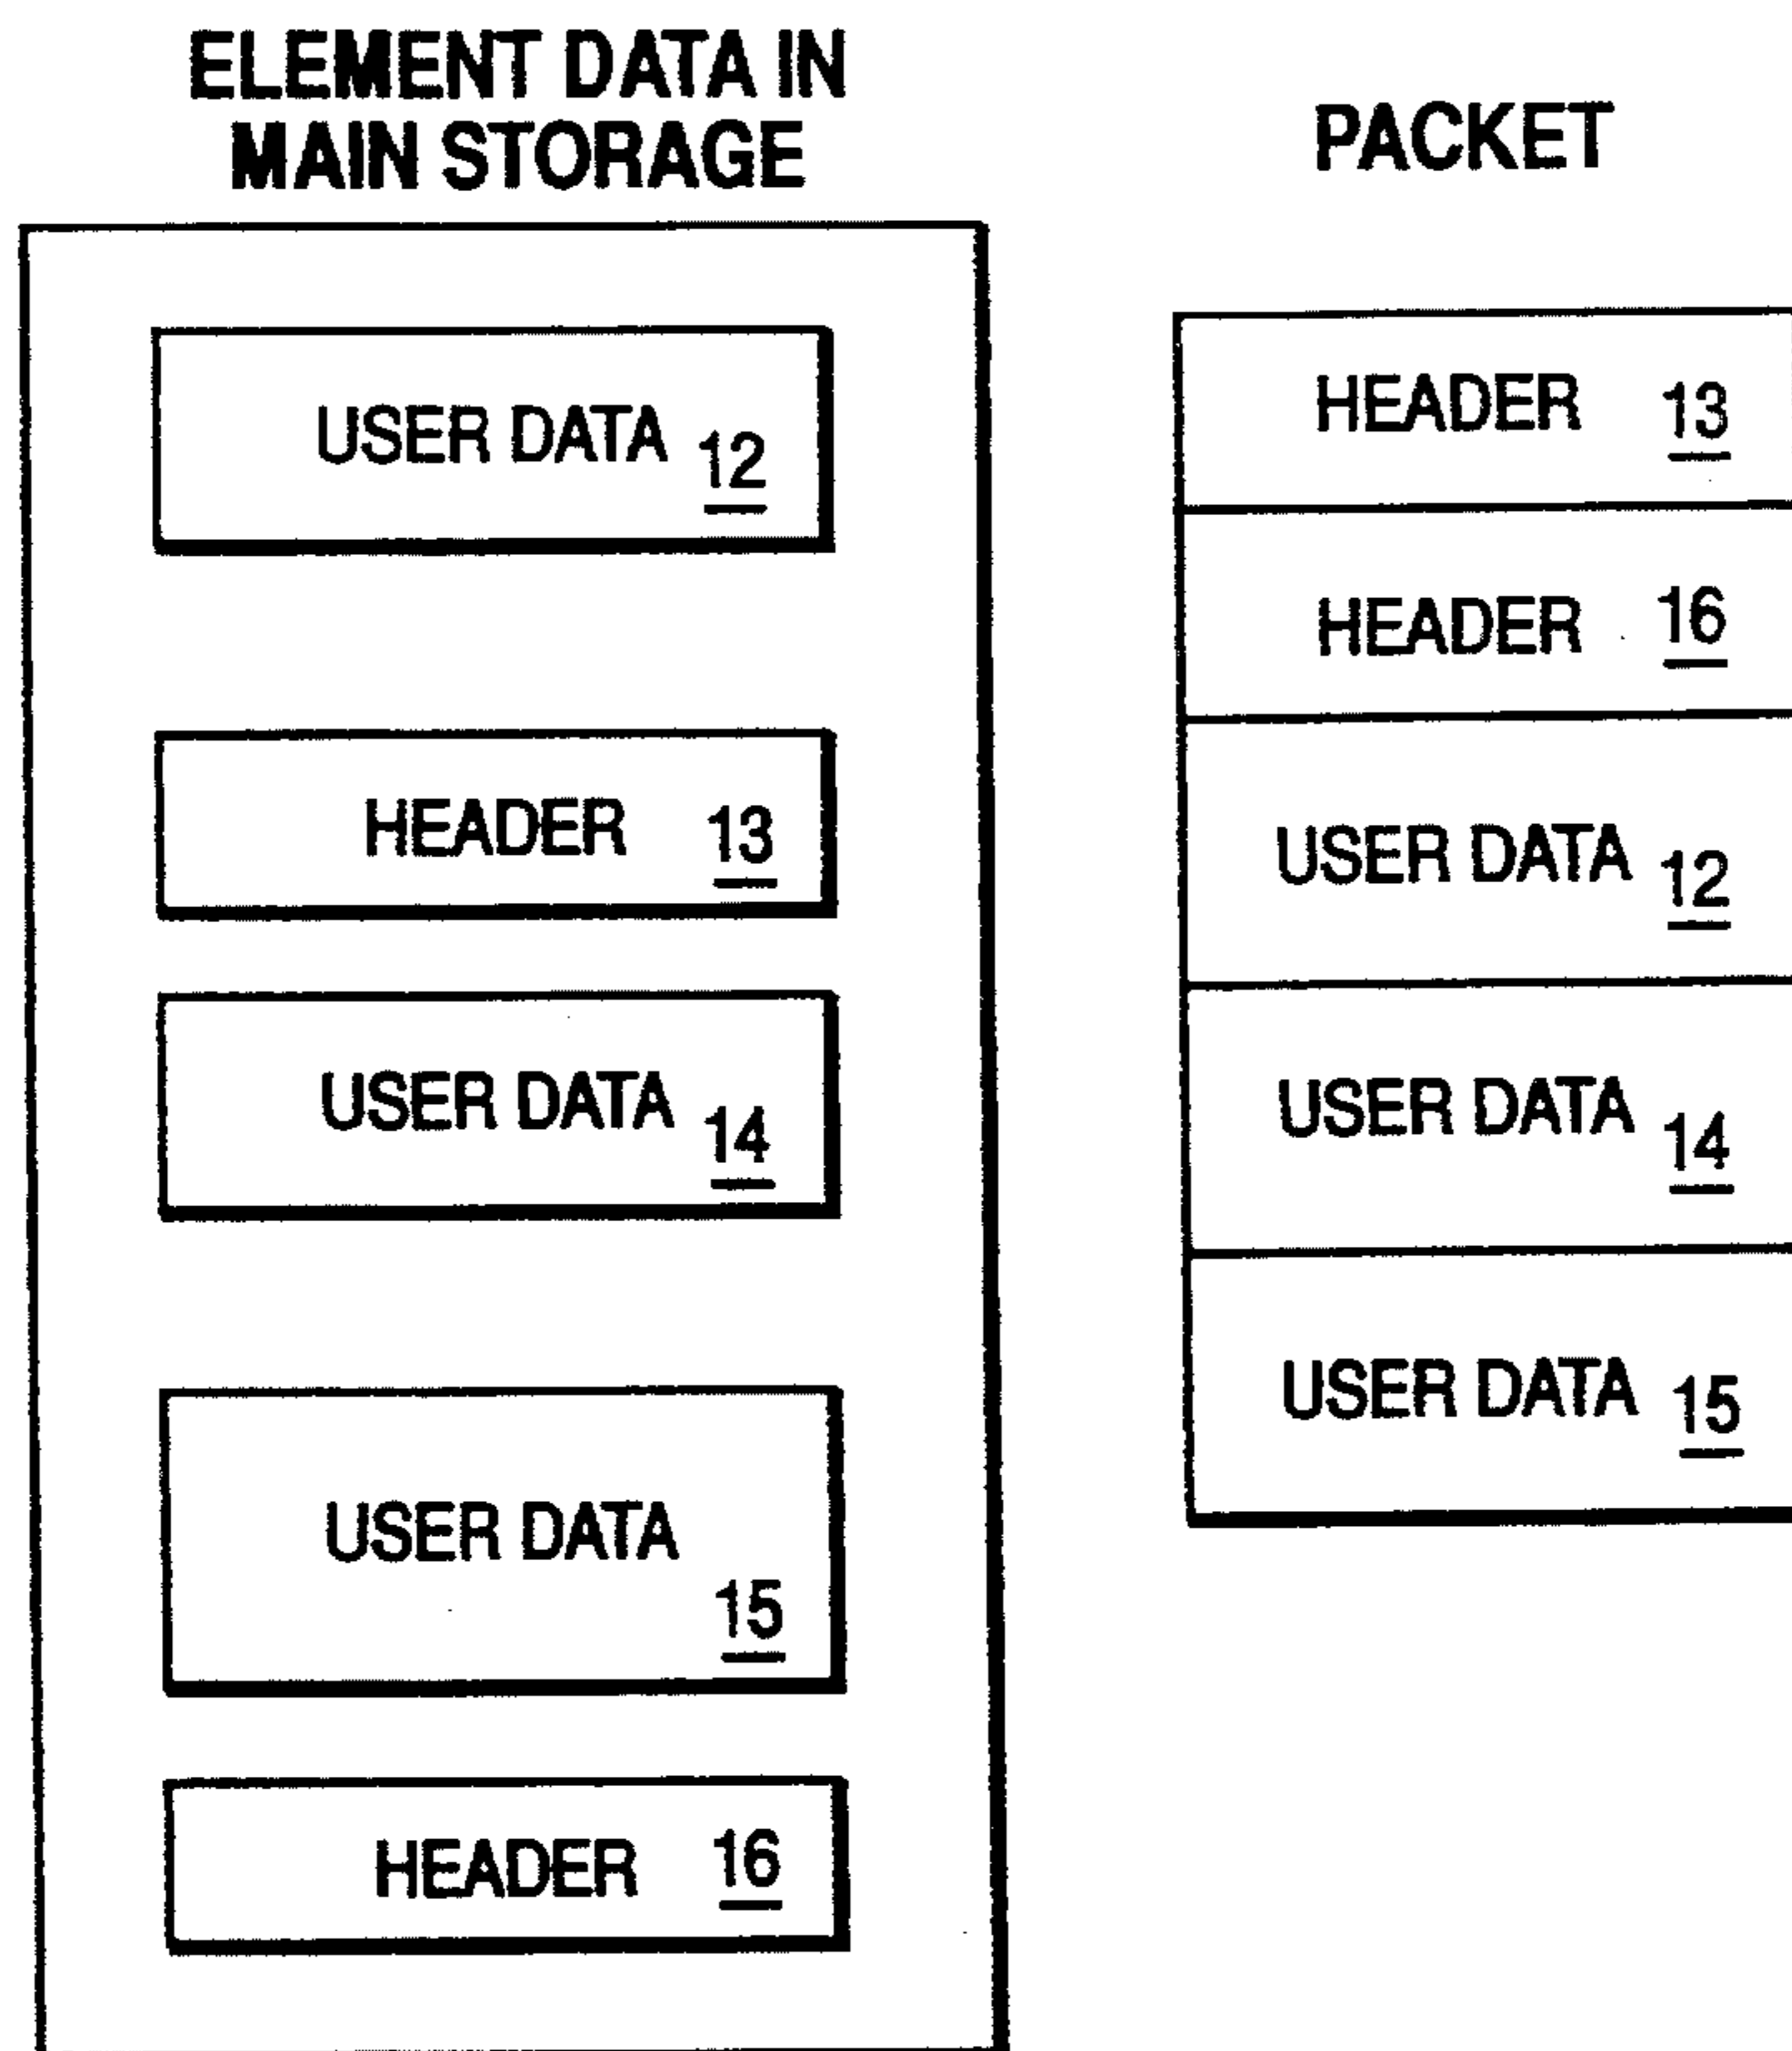 ELEMENT DATA IN
MAIN STORAGE
USER DATA 12
HEADER 13
USER DATA 14
USER DATA
15
HEADER 16
PACKET
HEADER 13
HEADER 16
USER DATA 12
USER DATA 14
USER DATA 15